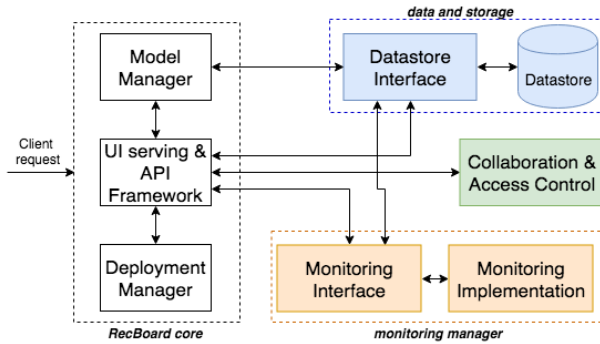 data and storage
Model
Manager
Datastore
Interface
Datastore
Client
request
UI serving &
API
Framework
Collaboration &
Access Control
Deployment
Manager
Monitoring
Interface
Monitoring
Implementation
RecBoard core
monitoring manager